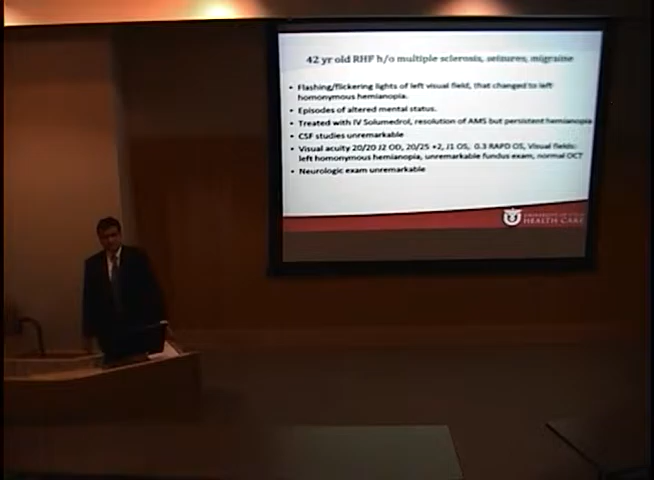 42 yr old RHF h/o multiple sclerosis, seizures, migraine
• Flashing/flickering lights of left visual field, that changed to left
homonymous hemianopia.
• Episodes of altered mental status.
• Treated with IV Solumedrol, resolution of AMS but persistent hemianopia
• CSF studies unremarkable
• Visual acuity 20/20 J2 OD, 20/25 +2, J1 OS, 0.3 RAPD OS, Visual fields:
left homonymous hemianopia, unremarkable fundus exam, normal OCT
• Neurologic exam unremarkable
UNIVERSITY OF UTAH
HEALTH CARE